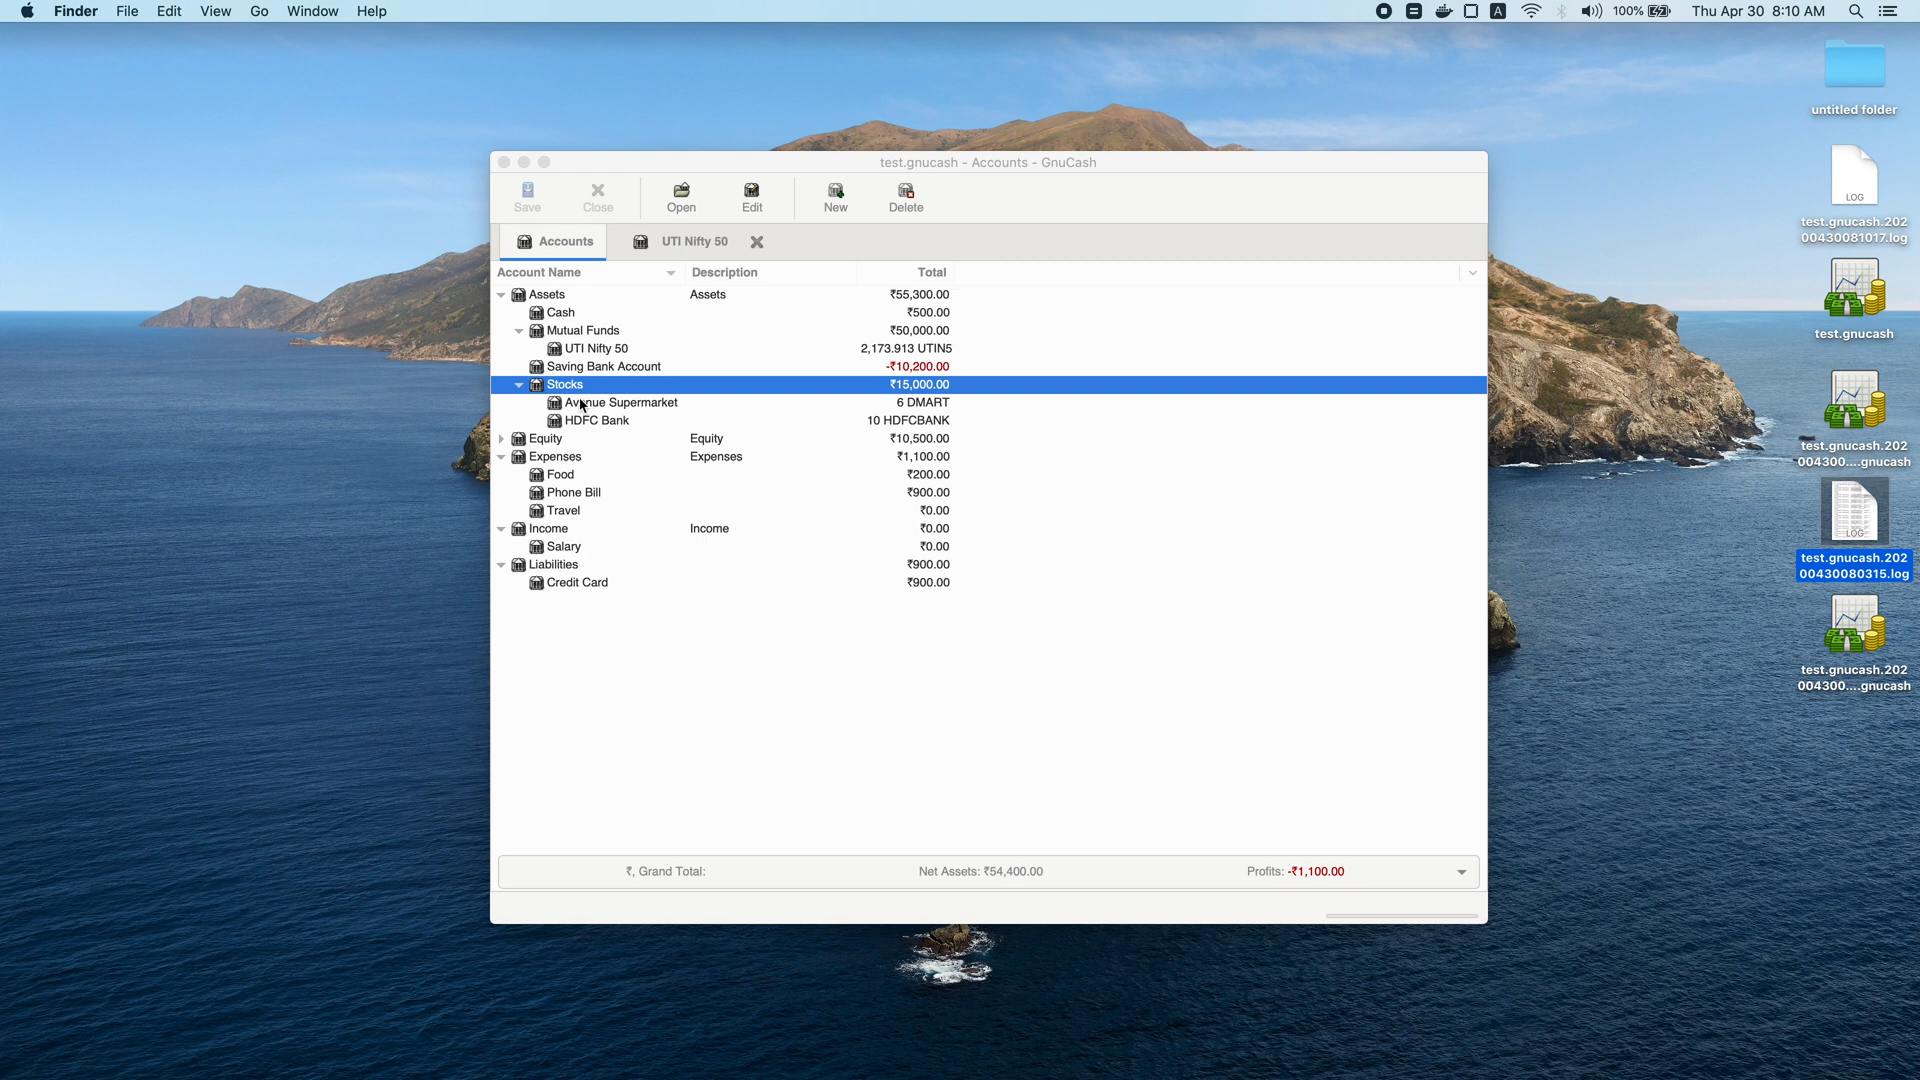 Finder File Edit View Go Window Help
A 100% Thu Apr 30 8:10 AM
untitled folder
LOG
test.gnucash.202
00430081017.log
test.gnucash
test.gnucash.202
004300....gnucash
LOG
test.gnucash.202
00430080315.log
test.gnucash.202
004300....gnucash
test.gnucash - Accounts - GnuCash
Save Close Open Edit New Delete
Accounts UTI Nifty 50
Account Name Description Total
Assets Assets ₹55,300.00
Cash ₹500.00
Mutual Funds ₹50,000.00
UTI Nifty 50 2,173.913 UTIN5
Saving Bank Account -₹10,200.00
Stocks ₹15,000.00
Avenue Supermarket 6 DMART
HDFC Bank 10 HDFCBANK
Equity Equity ₹10,500.00
Expenses Expenses ₹1,100.00
Food ₹200.00
Phone Bill ₹900.00
Travel ₹0.00
Income Income ₹0.00
Salary ₹0.00
Liabilities ₹900.00
Credit Card ₹900.00
₹, Grand Total: Net Assets: ₹54,400.00 Profits: -₹1,100.00